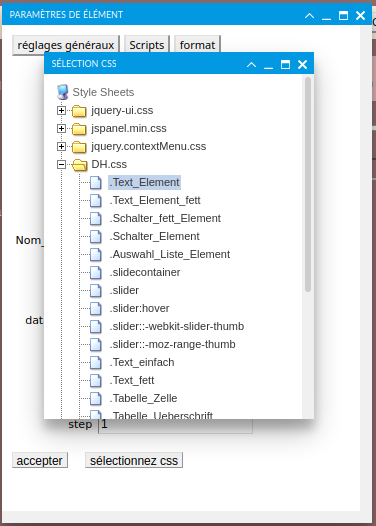 PARAMÈTRES DE ÉLÉMENT
réglages généraux Scripts format
SÉLECTION CSS
Style Sheets
jquery-ui.css
jspanel.min.css
jquery.contextMenu.css
DH.css
.Text_Element
.Text_Element_fett
.Schalter_fett_Element
.Schalter_Element
.Auswahl_Liste_Element
.slidecontainer
.slider
.slider:hover
.slider::-webkit-slider-thumb
.slider::-moz-range-thumb
.Text_einfach
.Text_fett
.Tabelle_Zelle
.Tabelle_Ueberschrift
Nom_
dat
step 1
accepter sélectionnez css